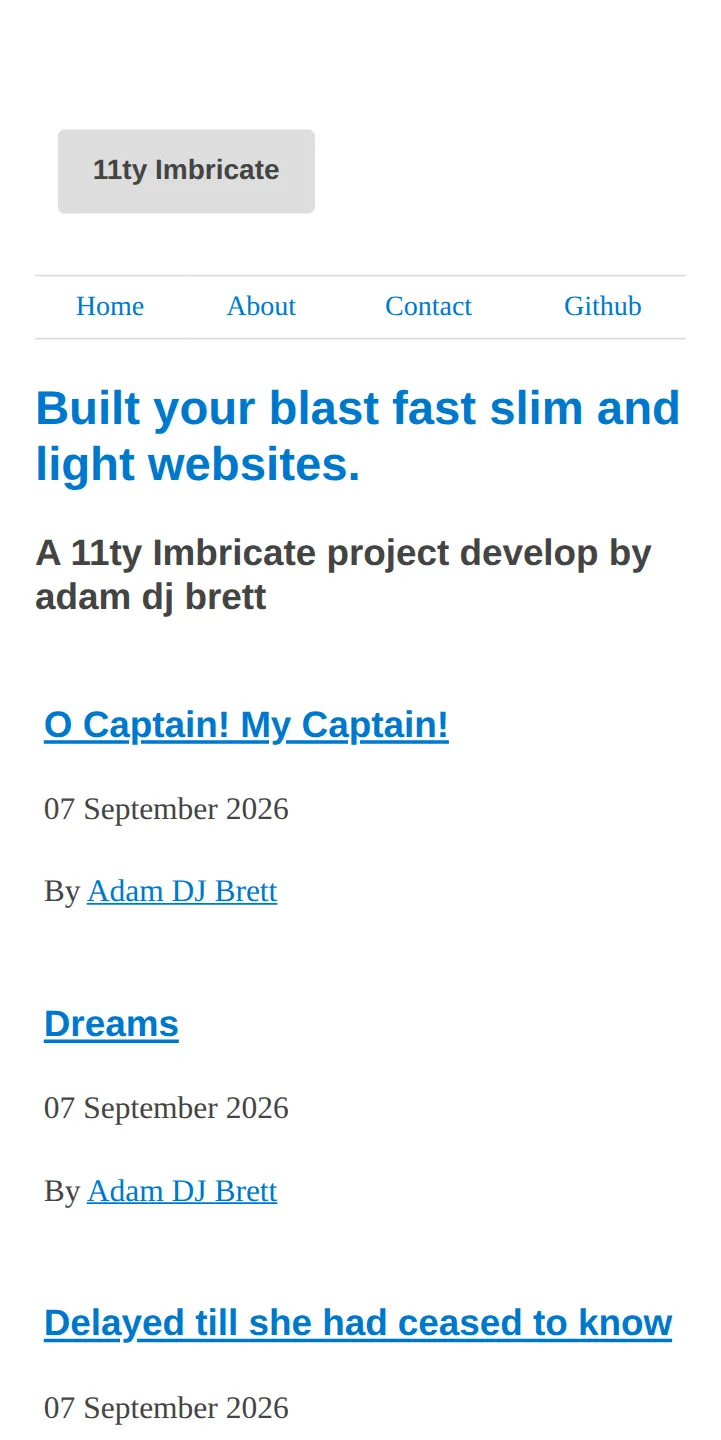 11ty Imbricate
Home About Contact Github
Built your blast fast slim and
light websites.
A 11ty Imbricate project develop by
adam dj brett
O Captain! My Captain!
07 September 2026
By Adam DJ Brett
Dreams
07 September 2026
By Adam DJ Brett
Delayed till she had ceased to know
07 September 2026